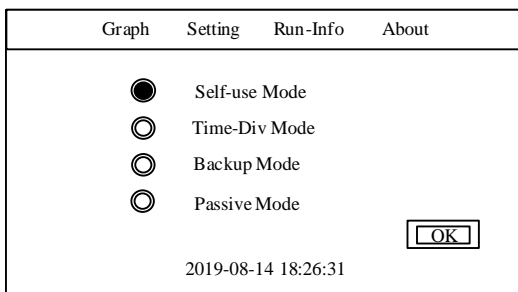 Graph Setting Run-Info About
Self-use Mode
Time-Div Mode
Backup Mode
Passive Mode
OK
2019-08-14 18:26:31